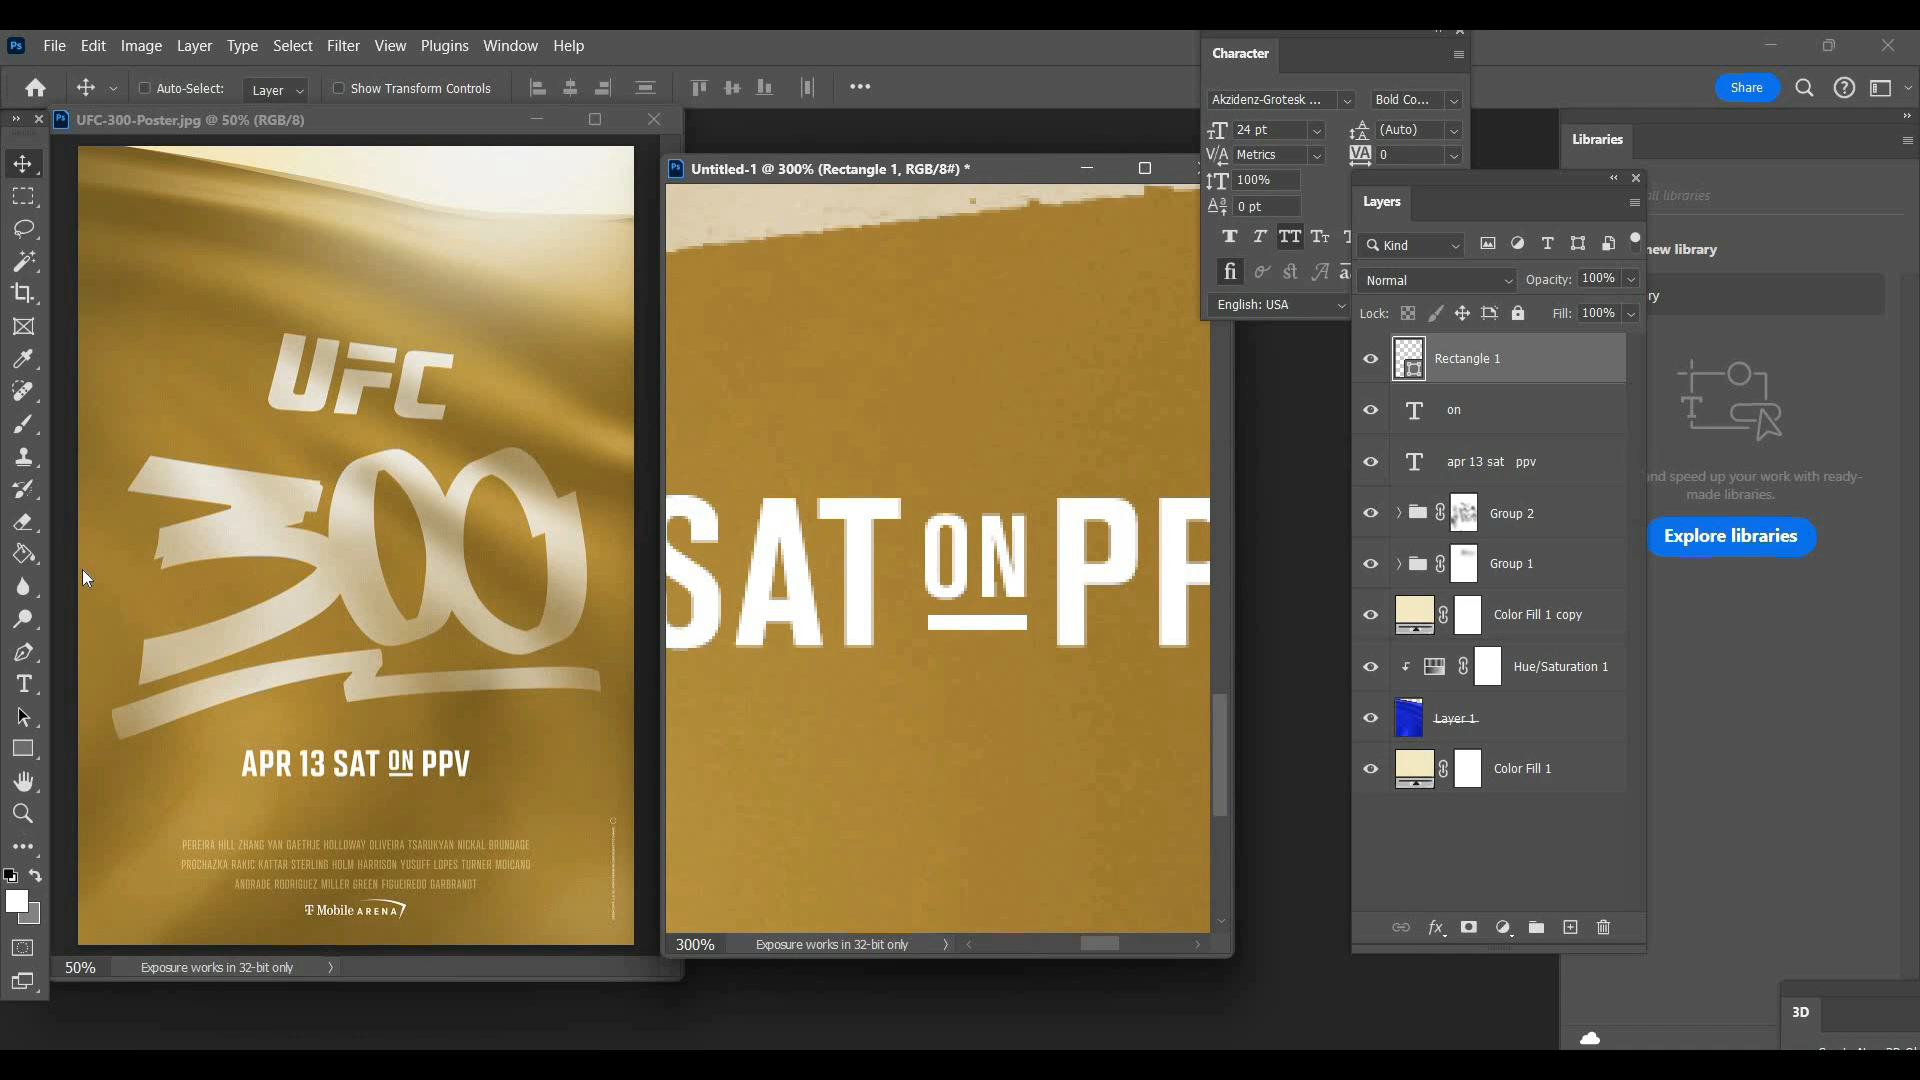 Ps File Edit Image Layer Type Select Filter View Plugins Window Help
Auto-Select: Layer Show Transform Controls
Share
UFC-300-Poster.jpg @ 50% (RGB/8)
UFC
300
APR 13 SAT ON PPV
PEREIRA HILL ZHANG YAN GAETHJE HOLLOWAY OLIVEIRA TSARUKYAN NICKAL BRUNDAGE
PROCHAZKA RAKIC KATTAR STERLING HOLM HARRISON YUSUFF LOPES TURNER MOICANO
ANDRADE RODRIGUEZ MILLER GREEN FIGUEIREDO GARBRANDT
T Mobile ARENA
50% Exposure works in 32-bit only
Untitled-1 @ 300% (Rectangle 1, RGB/8#) *
SAT ON PP
300% Exposure works in 32-bit only
Character
Akzidenz-Grotesk ... Bold Co...
24 pt (Auto)
Metrics 0
100%
0 pt
English: USA
Layers
Kind
Normal Opacity: 100%
Lock: Fill: 100%
Rectangle 1
on
apr 13 sat ppv
Group 2
Group 1
Color Fill 1 copy
Hue/Saturation 1
Layer 1
Color Fill 1
Libraries
all libraries
new library
ry
and speed up your work with ready-
made libraries.
Explore libraries
3D